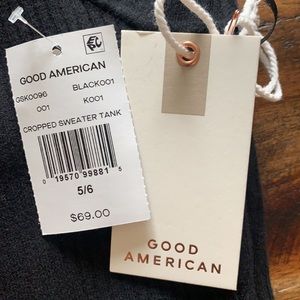 GOOD AMERICAN
GSK0096 BLACK001
001 K001
CROPPED SWEATER TANK
0 19570 99881 5
5/6
$69.00
GOOD
AMERICAN